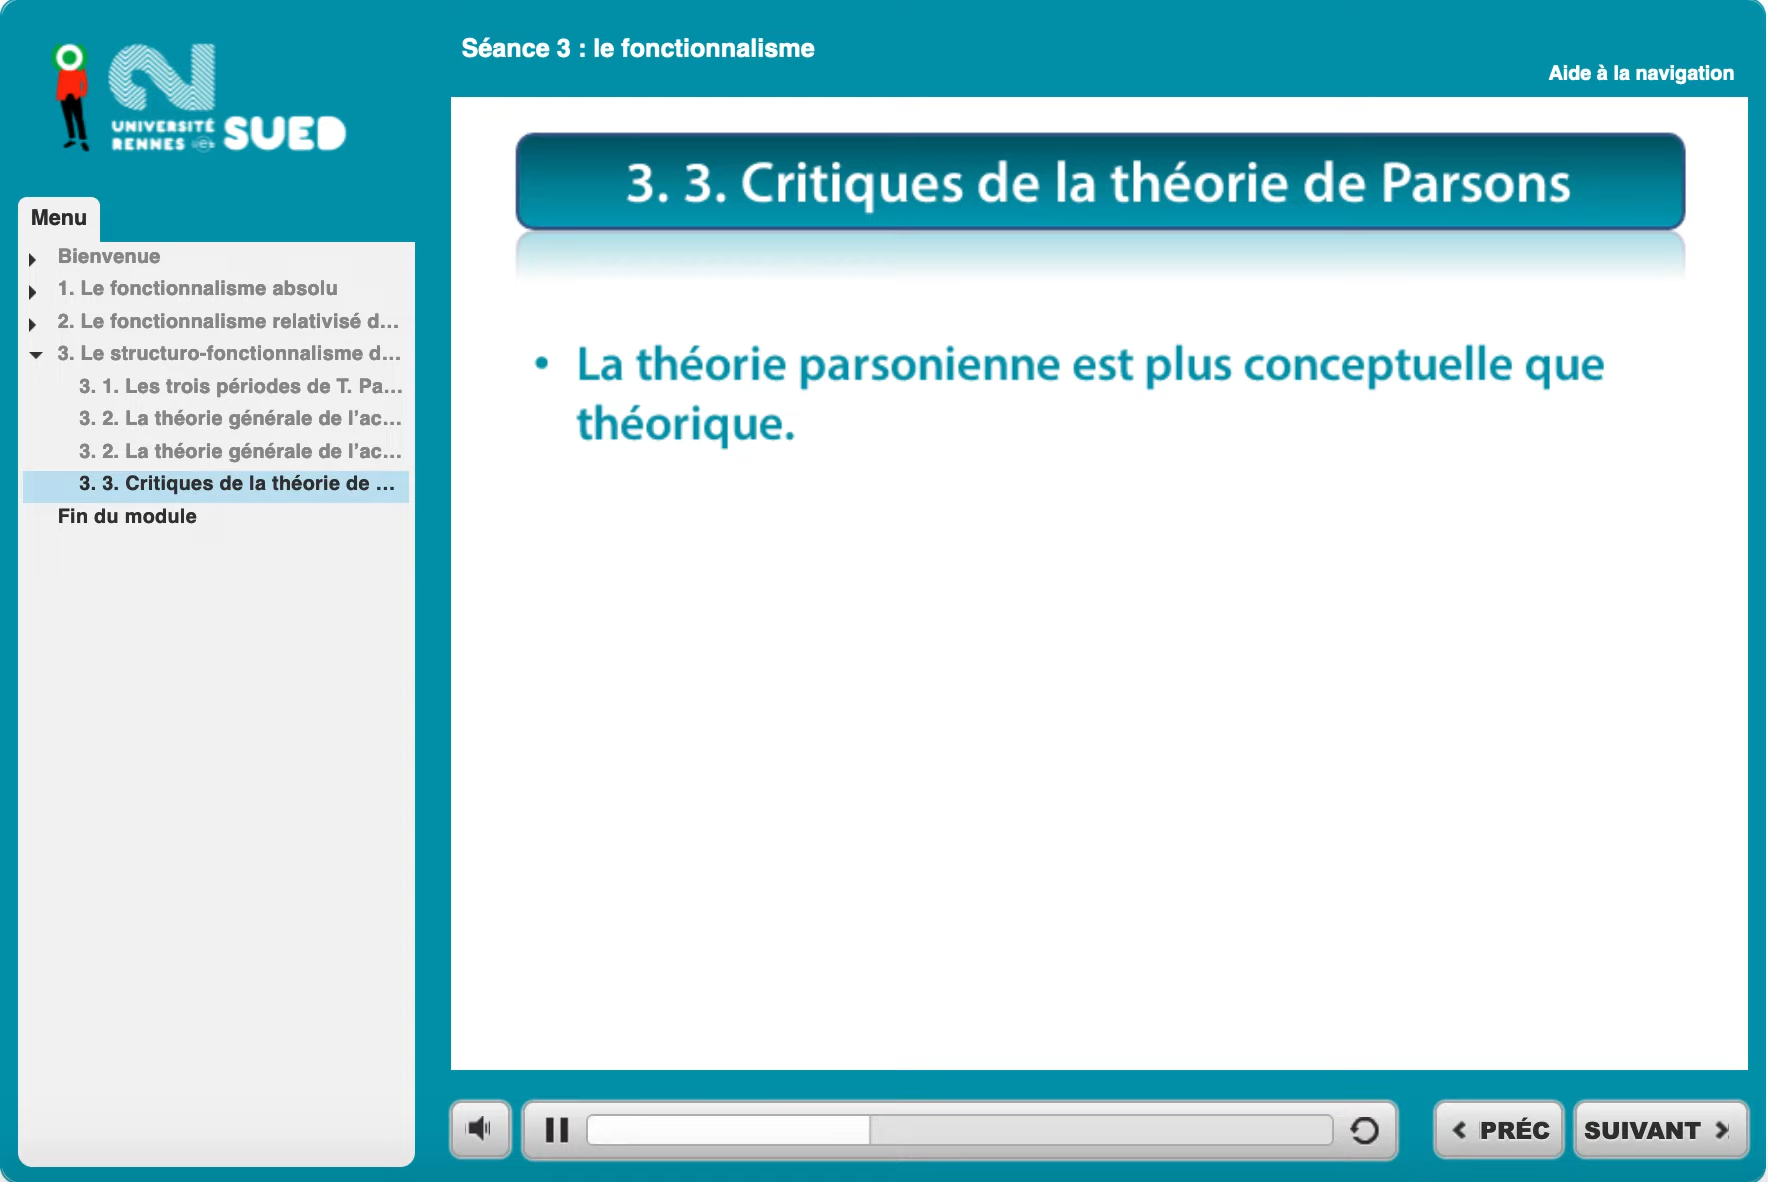 Séance 3 : le fonctionnalisme
Aide à la navigation
UNIVERSITÉ
RENNES
SUED
Menu
Bienvenue
1. Le fonctionnalisme absolu
2. Le fonctionnalisme relativisé d...
3. Le structuro-fonctionnalisme d...
3. 1. Les trois périodes de T. Pa...
3. 2. La théorie générale de l’ac...
3. 2. La théorie générale de l’ac...
3. 3. Critiques de la théorie de ...
Fin du module
3. 3. Critiques de la théorie de Parsons
• La théorie parsonienne est plus conceptuelle que
théorique.
PRÉC
SUIVANT